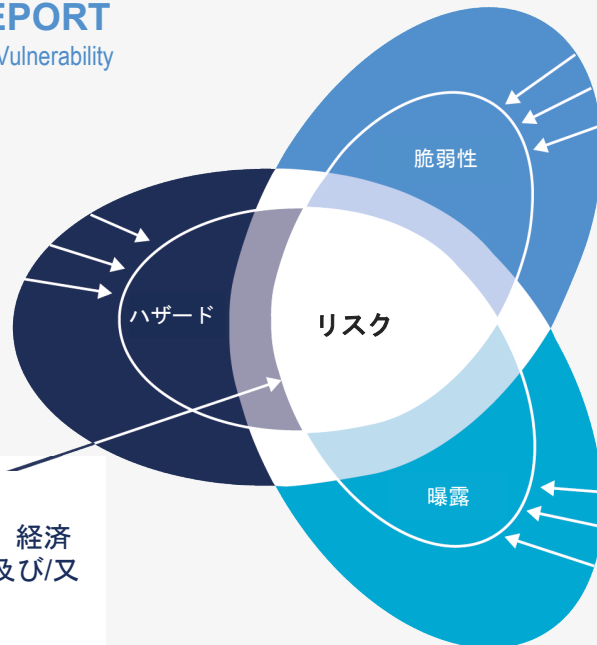 EPORT
Vulnerability
脆弱性
ハザード
リスク
曝露
経済
及び/又